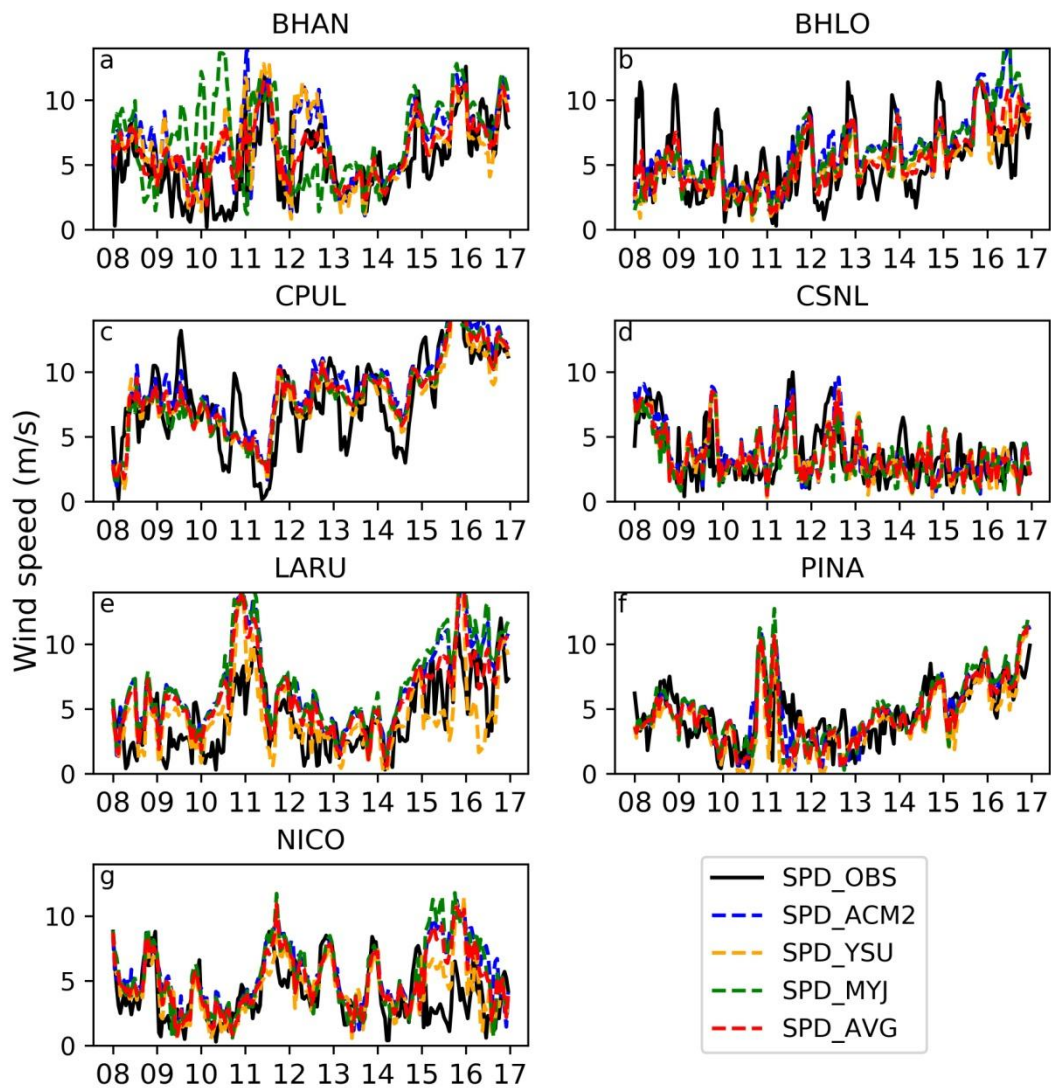 BHAN
BHLO
a
b
10
5
0
10
5
0
08 09 10 11 12 13 14 15 16 17
08 09 10 11 12 13 14 15 16 17
CPUL
CSNL
c
d
10
5
0
10
5
0
08 09 10 11 12 13 14 15 16 17
08 09 10 11 12 13 14 15 16 17
Wind speed (m/s)
LARU
PINA
e
f
10
5
0
10
5
0
08 09 10 11 12 13 14 15 16 17
08 09 10 11 12 13 14 15 16 17
NICO
g
10
5
0
08 09 10 11 12 13 14 15 16 17
SPD_OBS
SPD_ACM2
SPD_YSU
SPD_MYJ
SPD_AVG